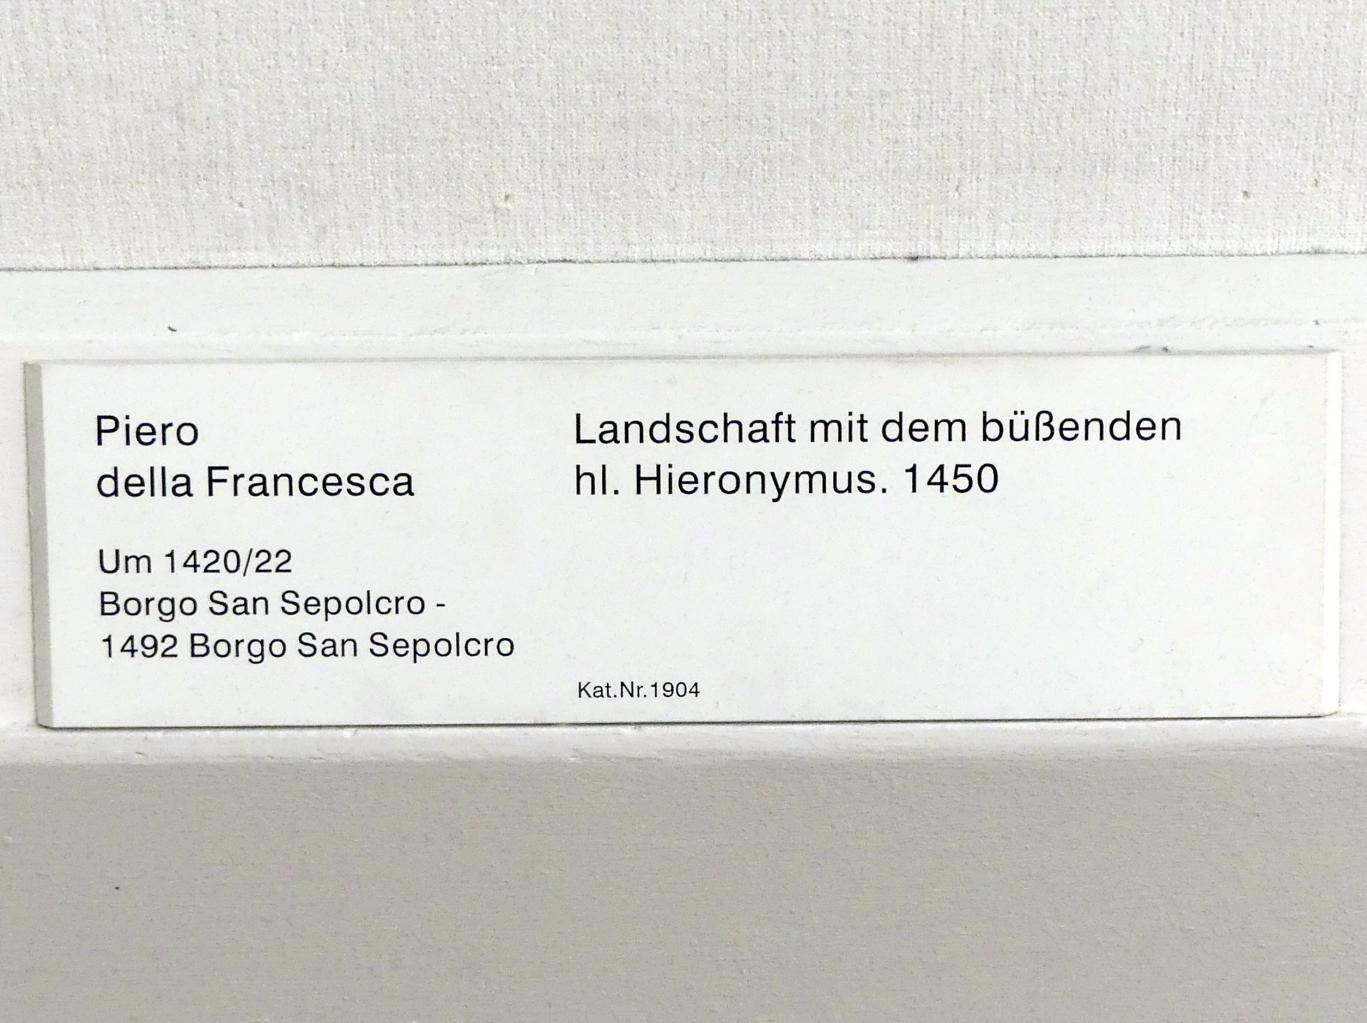 Piero
della Francesca
Um 1420/22
Borgo San Sepolcro -
1492 Borgo San Sepolcro
Landschaft mit dem büßenden
hl. Hieronymus. 1450
Kat.Nr.1904